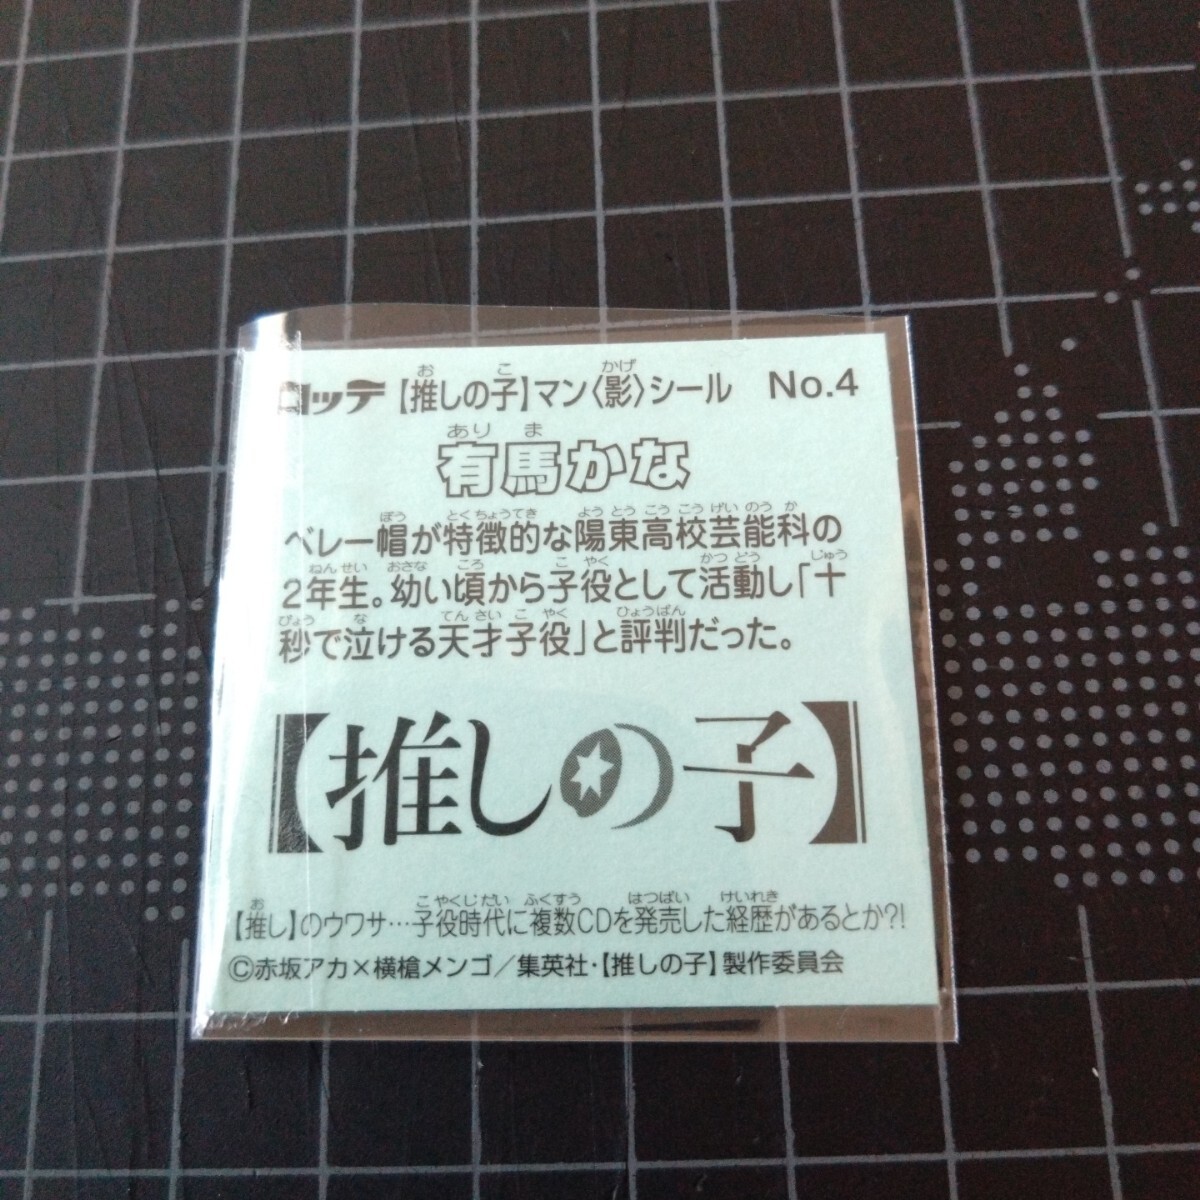 ロッテ 【推しの子】マン〈影〉シール No.4
有馬かな
ベレー帽が特徴的な陽東高校芸能科の
2年生。幼い頃から子役として活動し「十
秒で泣ける天才子役」と評判だった。
【推しの子】
【推し】のウワサ…子役時代に複数CDを発売した経歴があるとか?!
©赤坂アカ×横槍メンゴ/集英社・【推しの子】製作委員会